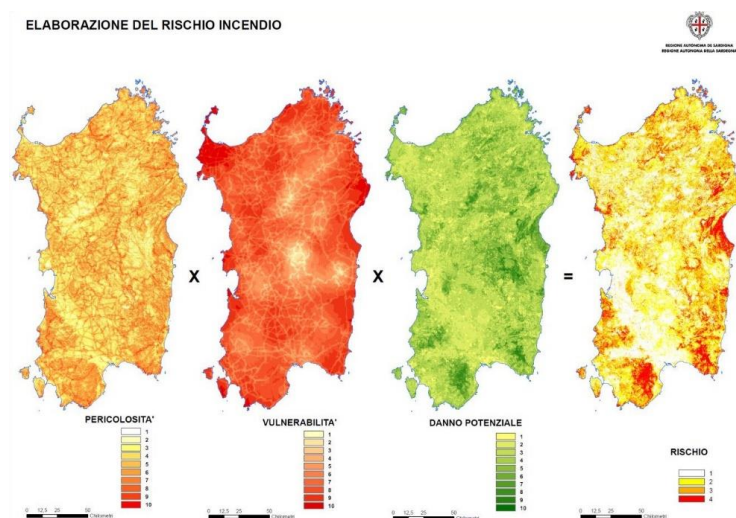 ELABORAZIONE DEL RISCHIO INCENDIO
REGIONE AUTÒNOMA DE SARDIGNA
REGIONE AUTONOMA DELLA SARDEGNA
X
X
=
PERICOLOSITA'
1
2
3
4
5
6
7
8
9
10
0 12,5 25 50
Chilometri
VULNERABILITA'
1
2
3
4
5
6
7
8
9
10
0 12,5 25 50
Chilometri
DANNO POTENZIALE
1
2
3
4
5
6
7
8
9
10
0 12,5 25 50
Chilometri
RISCHIO
1
2
3
4
0 12,5 25 50
Chilometri